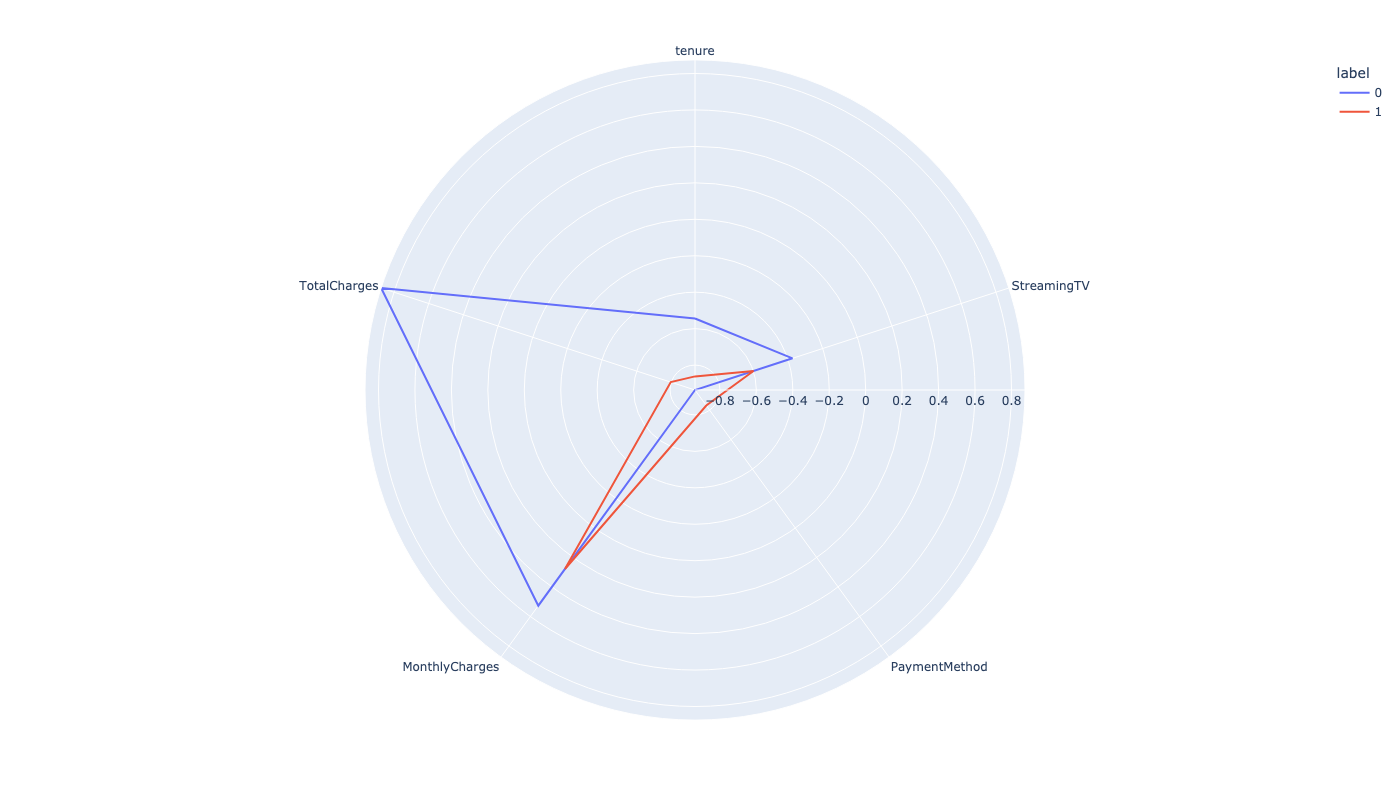 tenure
label
0
1
TotalCharges
StreamingTV
−0.8 −0.6 −0.4 −0.2 0 0.2 0.4 0.6 0.8
MonthlyCharges
PaymentMethod